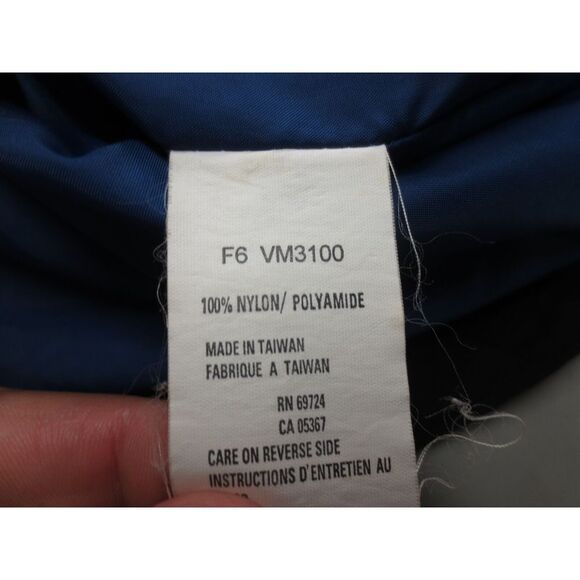 F6 VM3100
100% NYLON/ POLYAMIDE
MADE IN TAIWAN
FABRIQUE A TAIWAN
RN 69724
CA 05367
CARE ON REVERSE SIDE
INSTRUCTIONS D'ENTRETIEN AU